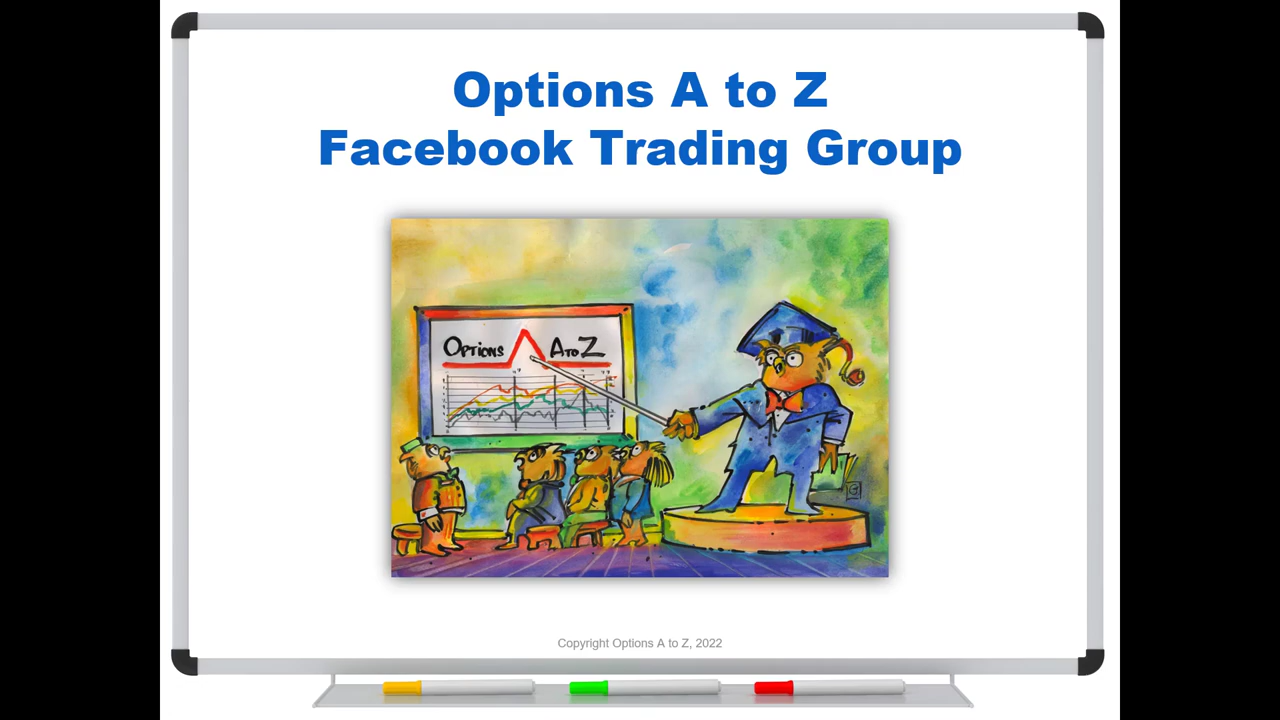 Options A to Z
Facebook Trading Group
OPTIONS A TO Z
Copyright Options A to Z, 2022